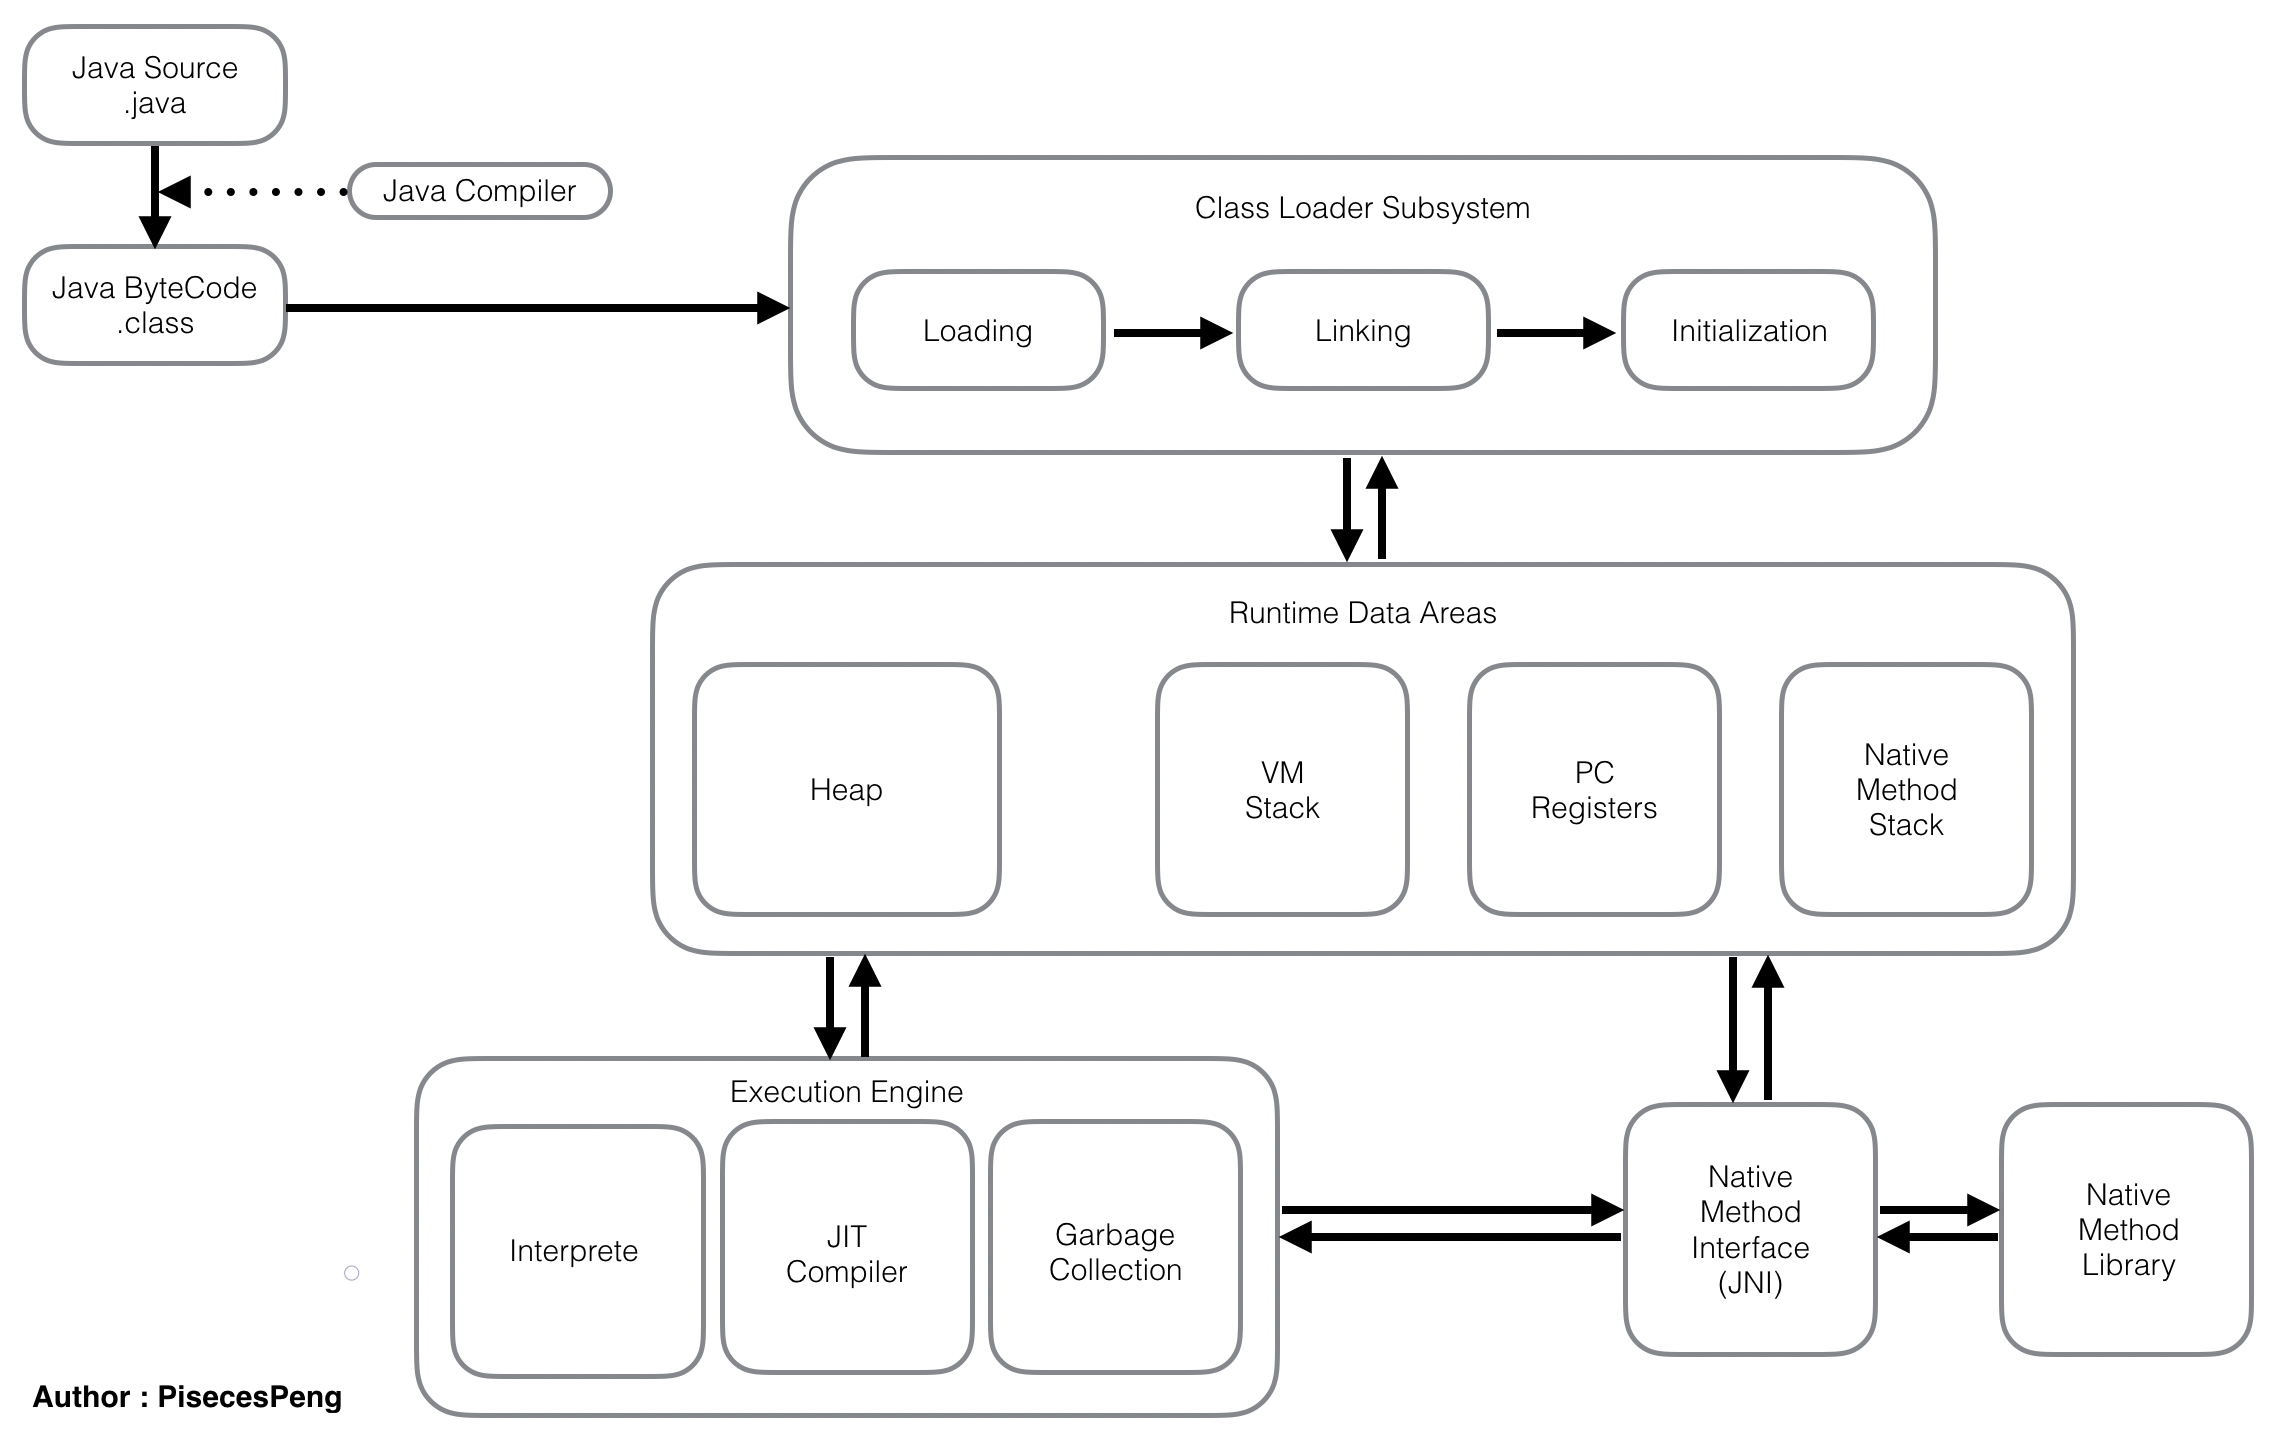 Java Source
.java
Java Compiler
Java ByteCode
.class
Class Loader Subsystem
Loading
Linking
Initialization
Runtime Data Areas
Heap
VM
Stack
PC
Registers
Native
Method
Stack
Execution Engine
Interprete
JIT
Compiler
Garbage
Collection
Native
Method
Interface
(JNI)
Native
Method
Library
Author : PisecesPeng